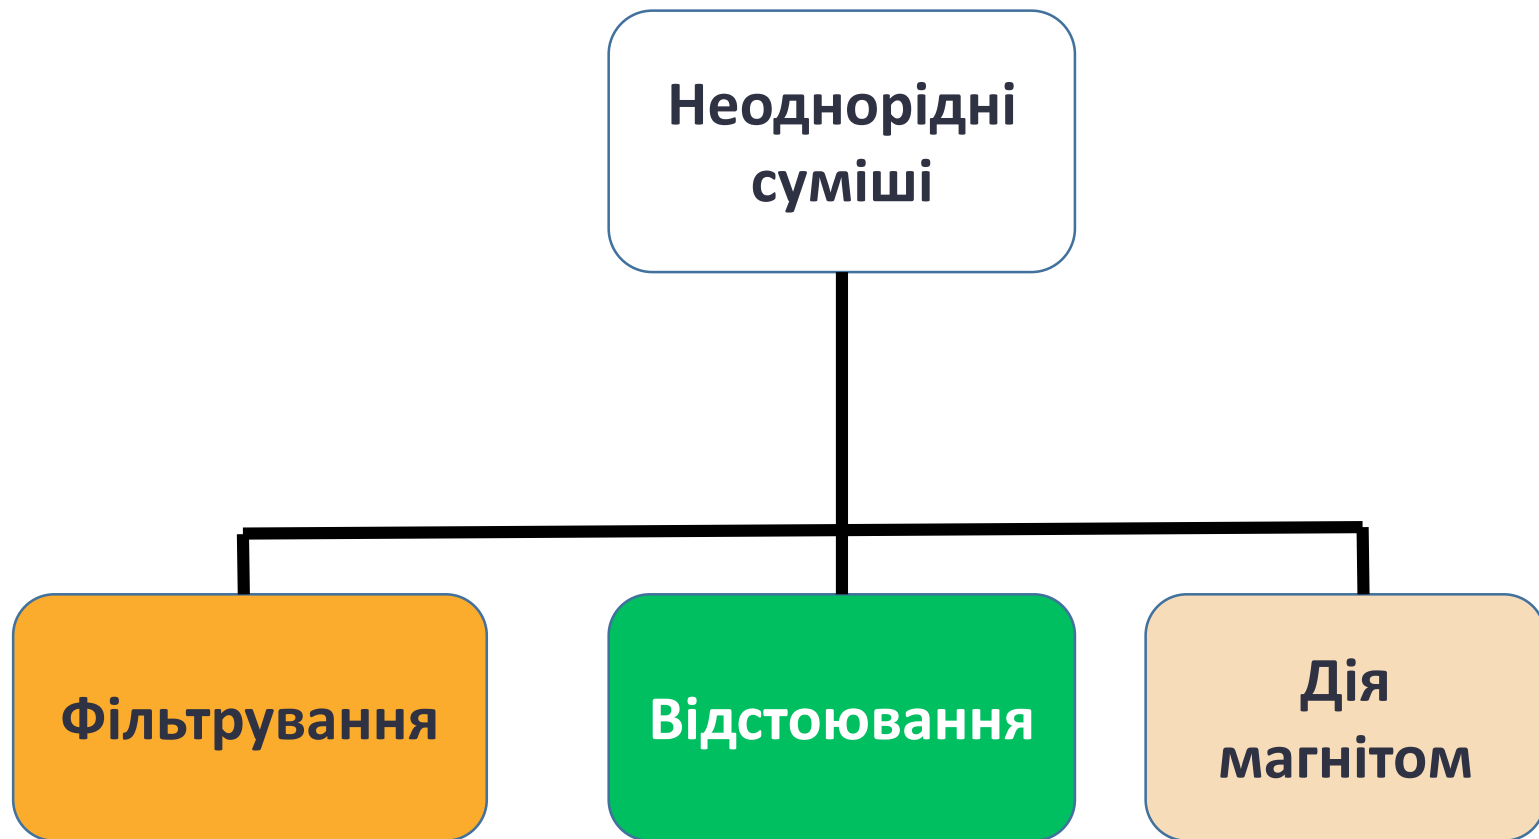 Неоднорідні
суміші
Фільтрування
Відстоювання
Дія
магнітом